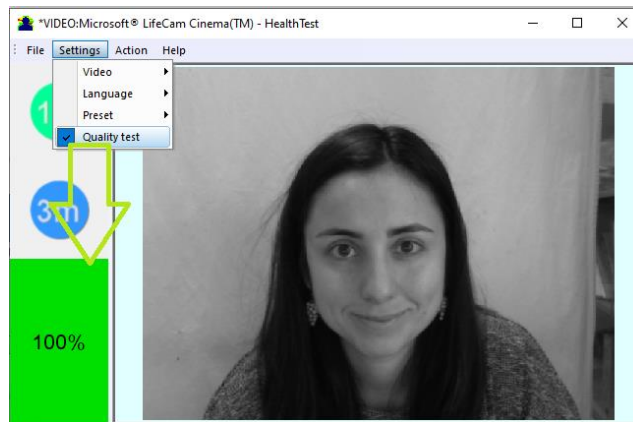 *VIDEO:Microsoft® LifeCam Cinema(TM) - HealthTest
File Settings Action Help
Video
Language
Preset
Quality test
1
3m
100%